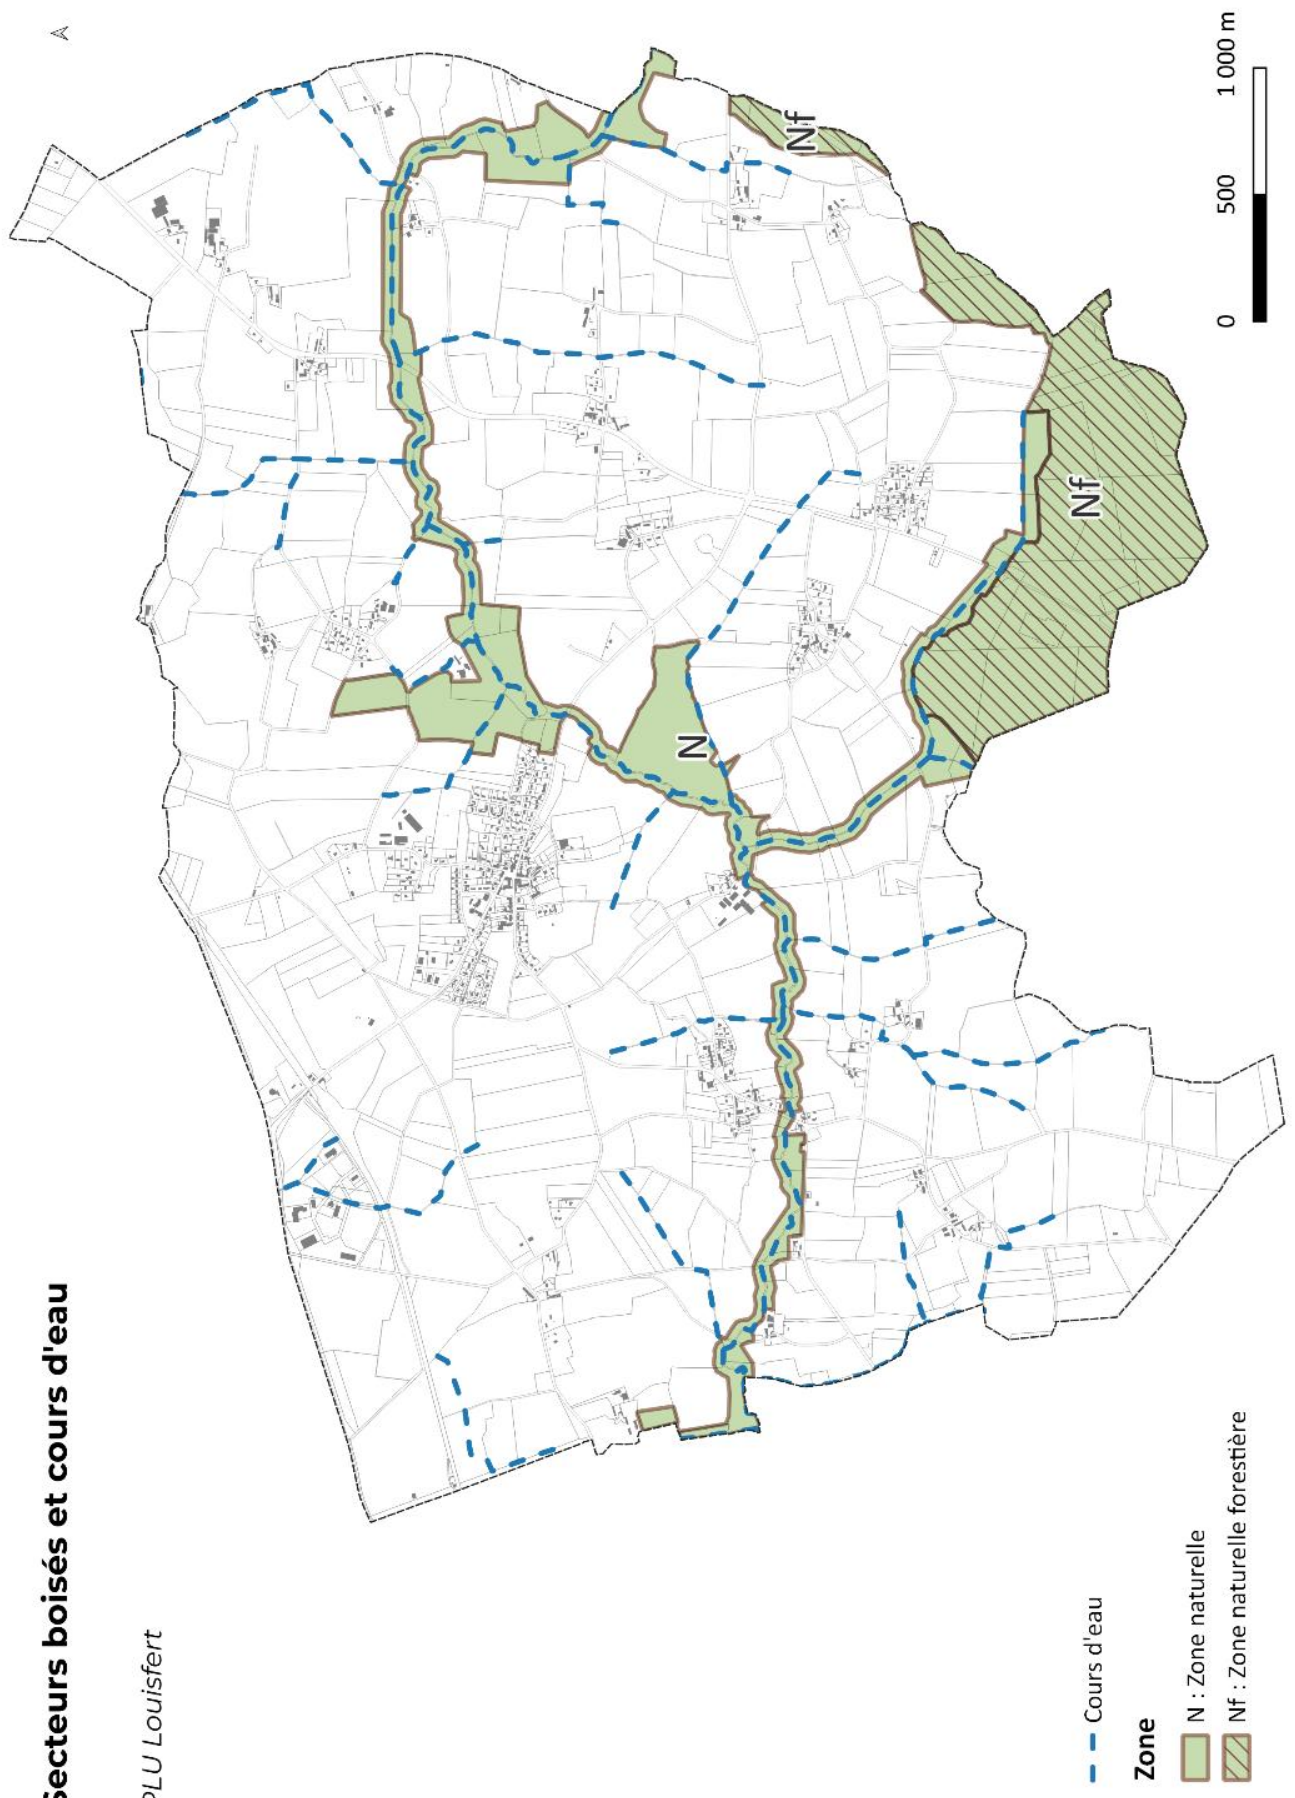 Secteurs boisés et cours d'eau
PLU Louisfert
Nf
N
Nf
Cours d'eau
Zone
N : Zone naturelle
Nf : Zone naturelle forestière
0 500 1 000 m